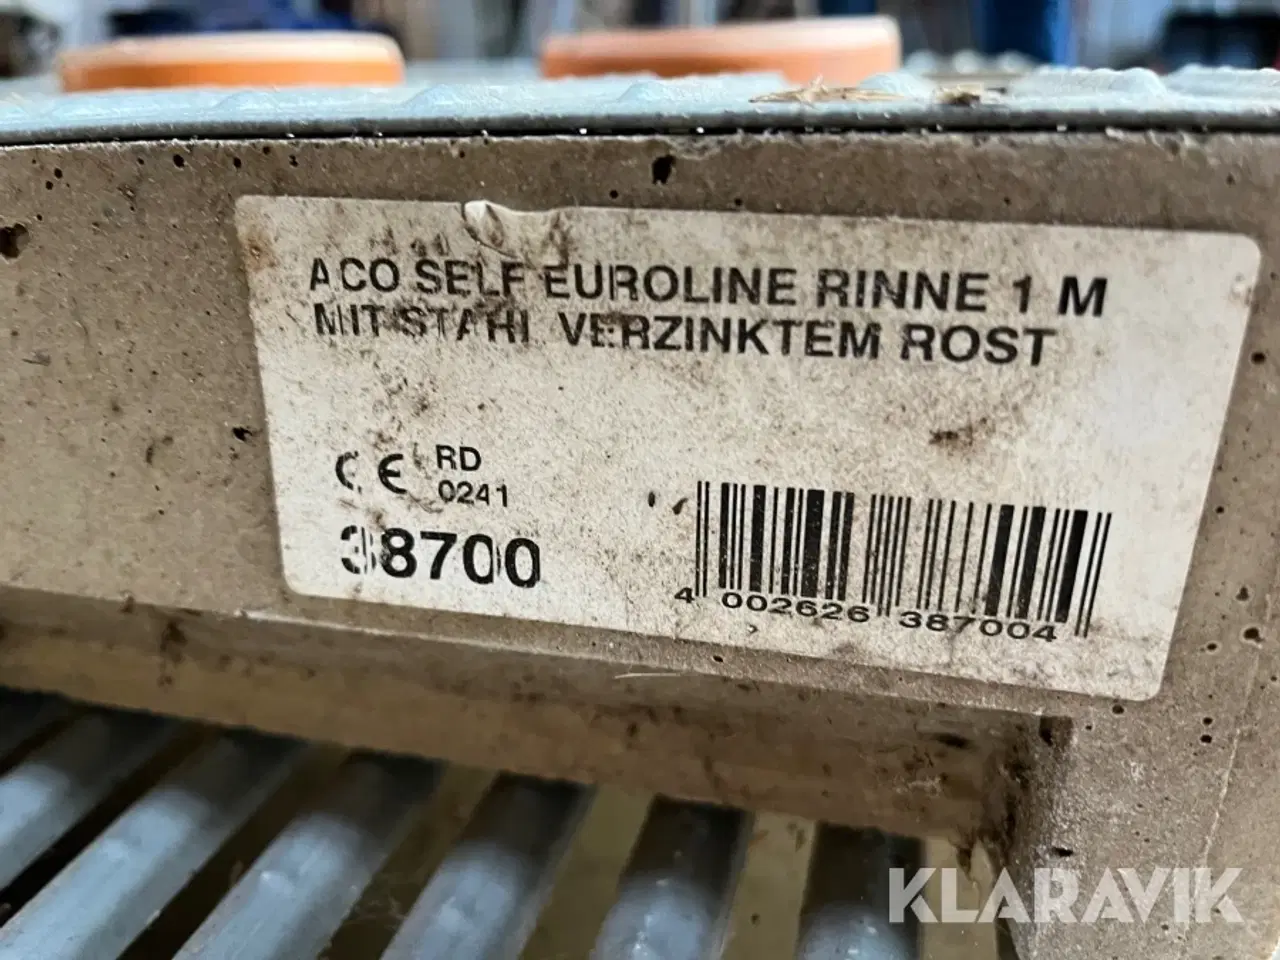 ACO SELF EUROLINE RINNE 1 M
MIT STAHL VERZINKTEM ROST
CE RD
0241
38700
4 002626 387004
KLARAVIK